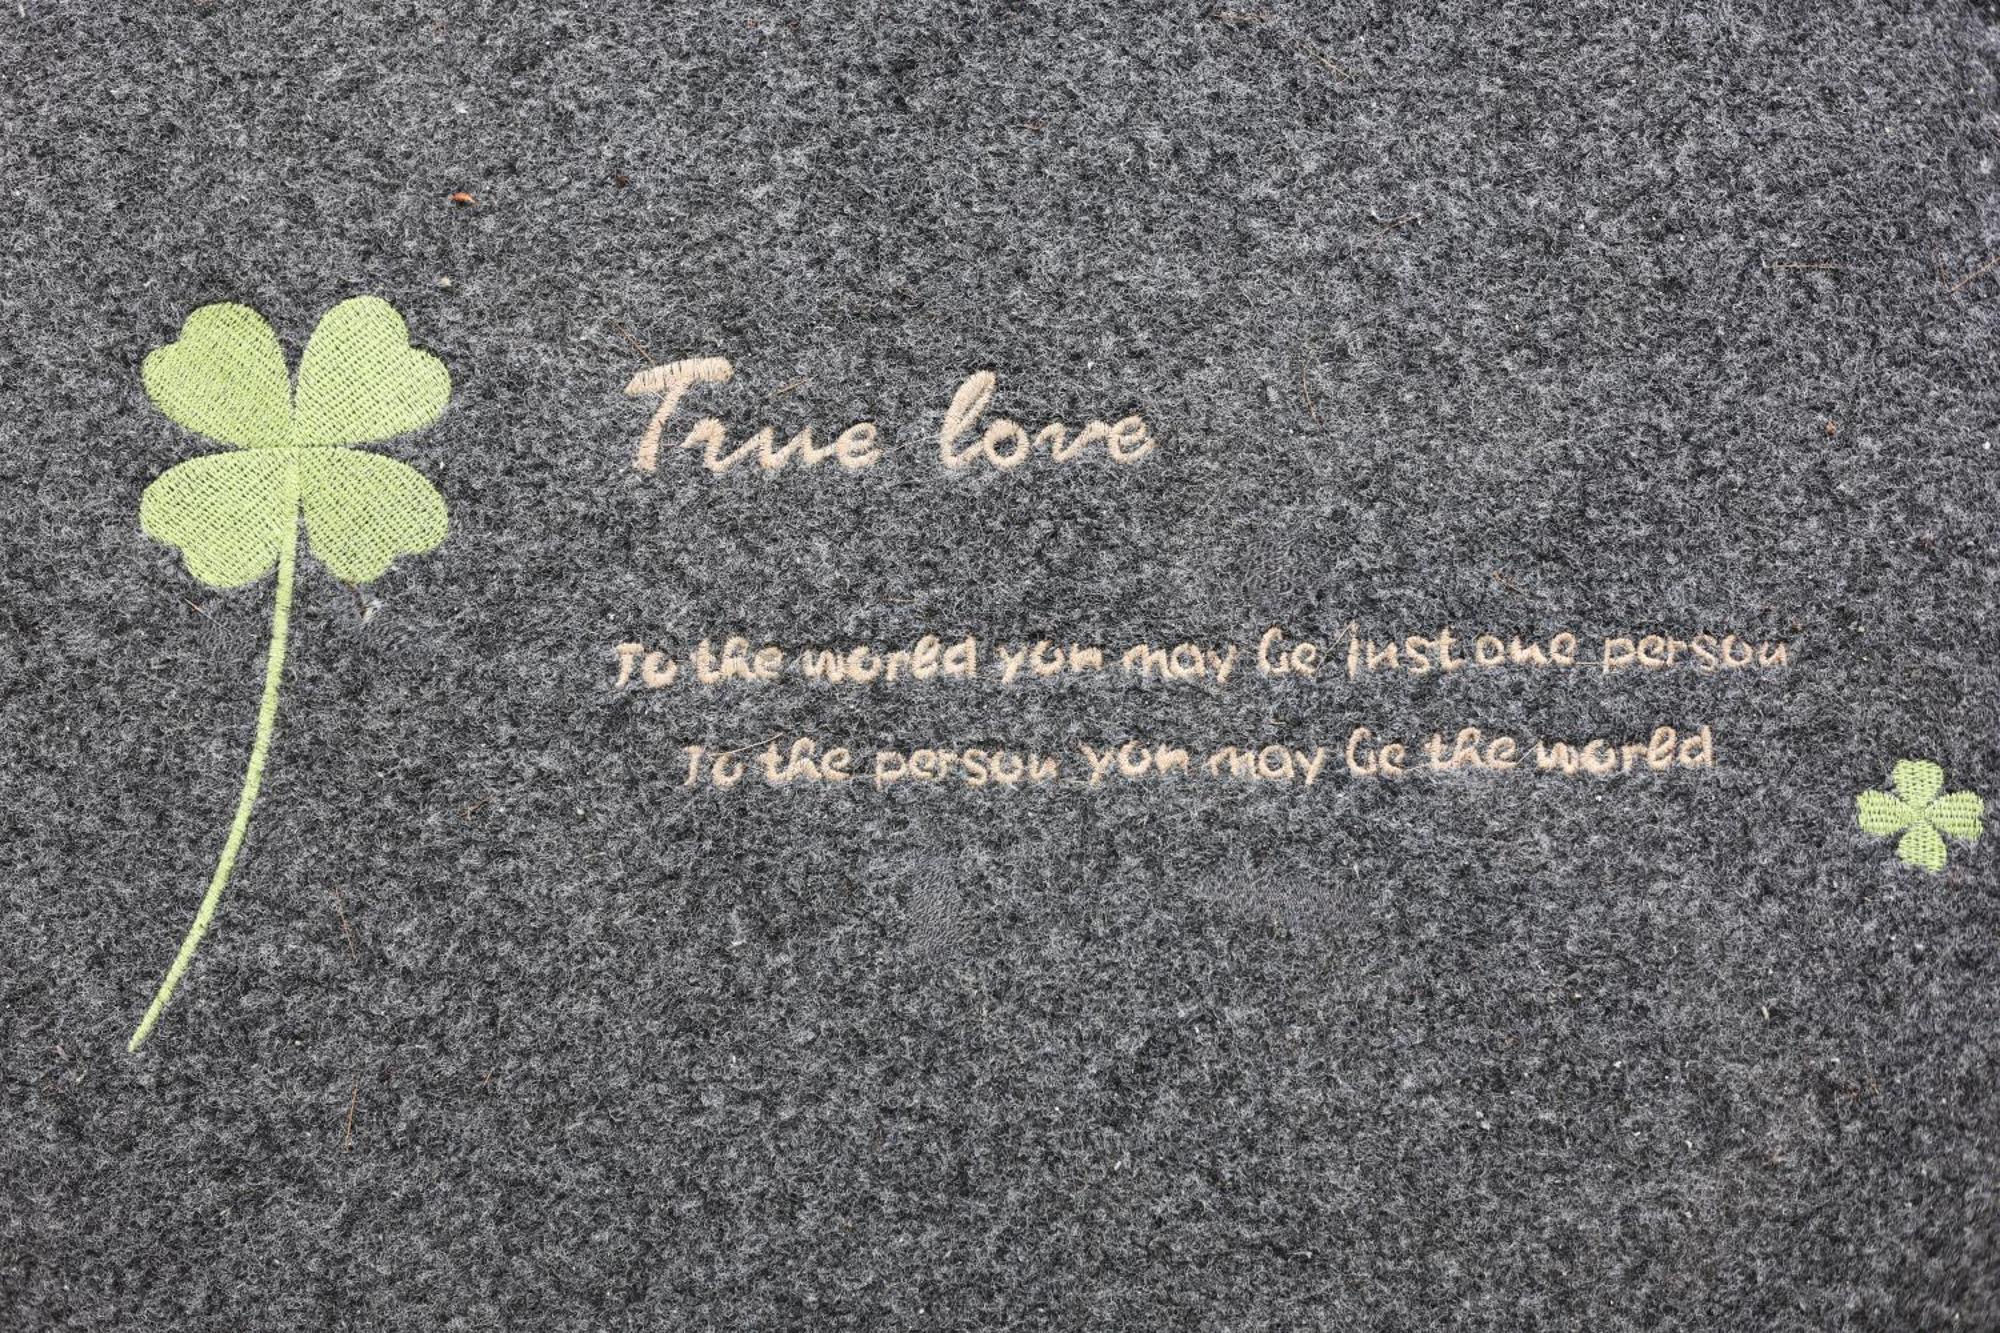 True love
To the world you may be just one person
To the person you may be the world